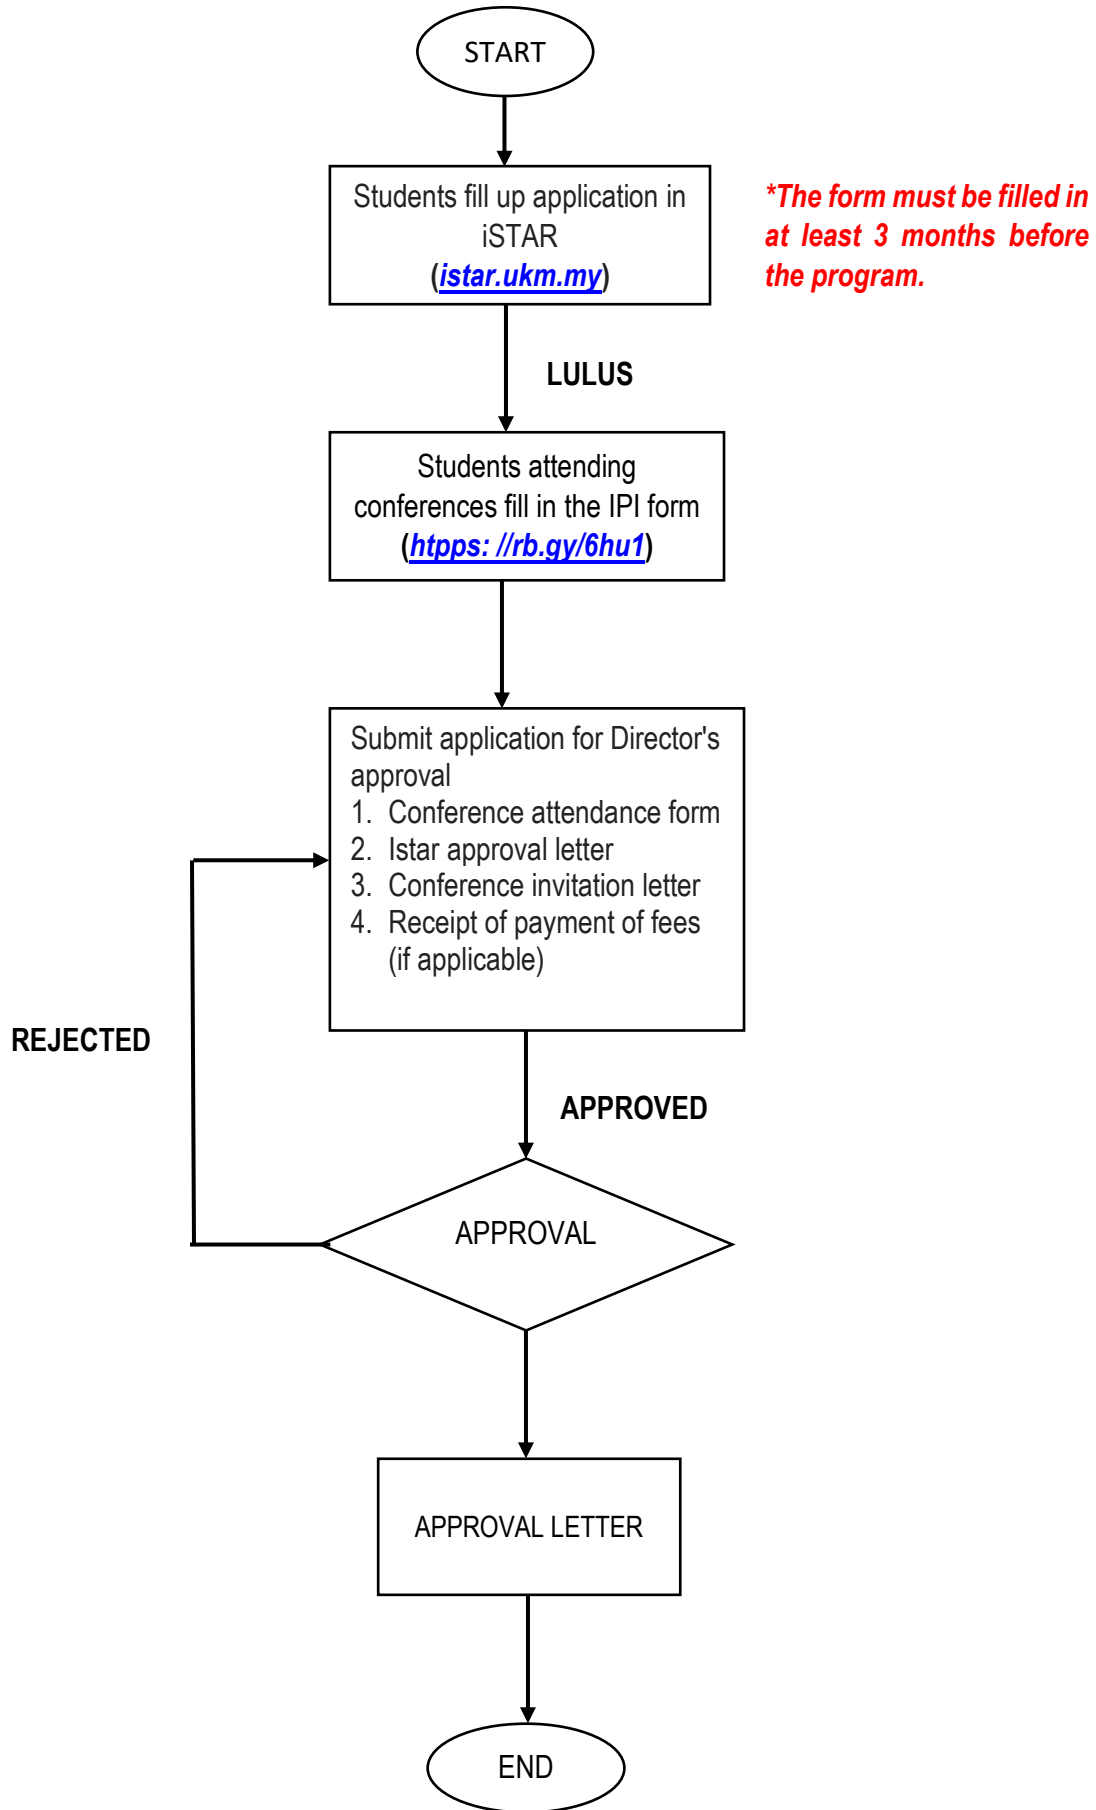 START
Students fill up application in
iSTAR
(istar.ukm.my)
*The form must be filled in
at least 3 months before
the program.
LULUS
Students attending
conferences fill in the IPI form
(htpps: //rb.gy/6hu1)
Submit application for Director's
approval
1. Conference attendance form
2. Istar approval letter
3. Conference invitation letter
4. Receipt of payment of fees
(if applicable)
REJECTED
APPROVED
APPROVAL
APPROVAL LETTER
END